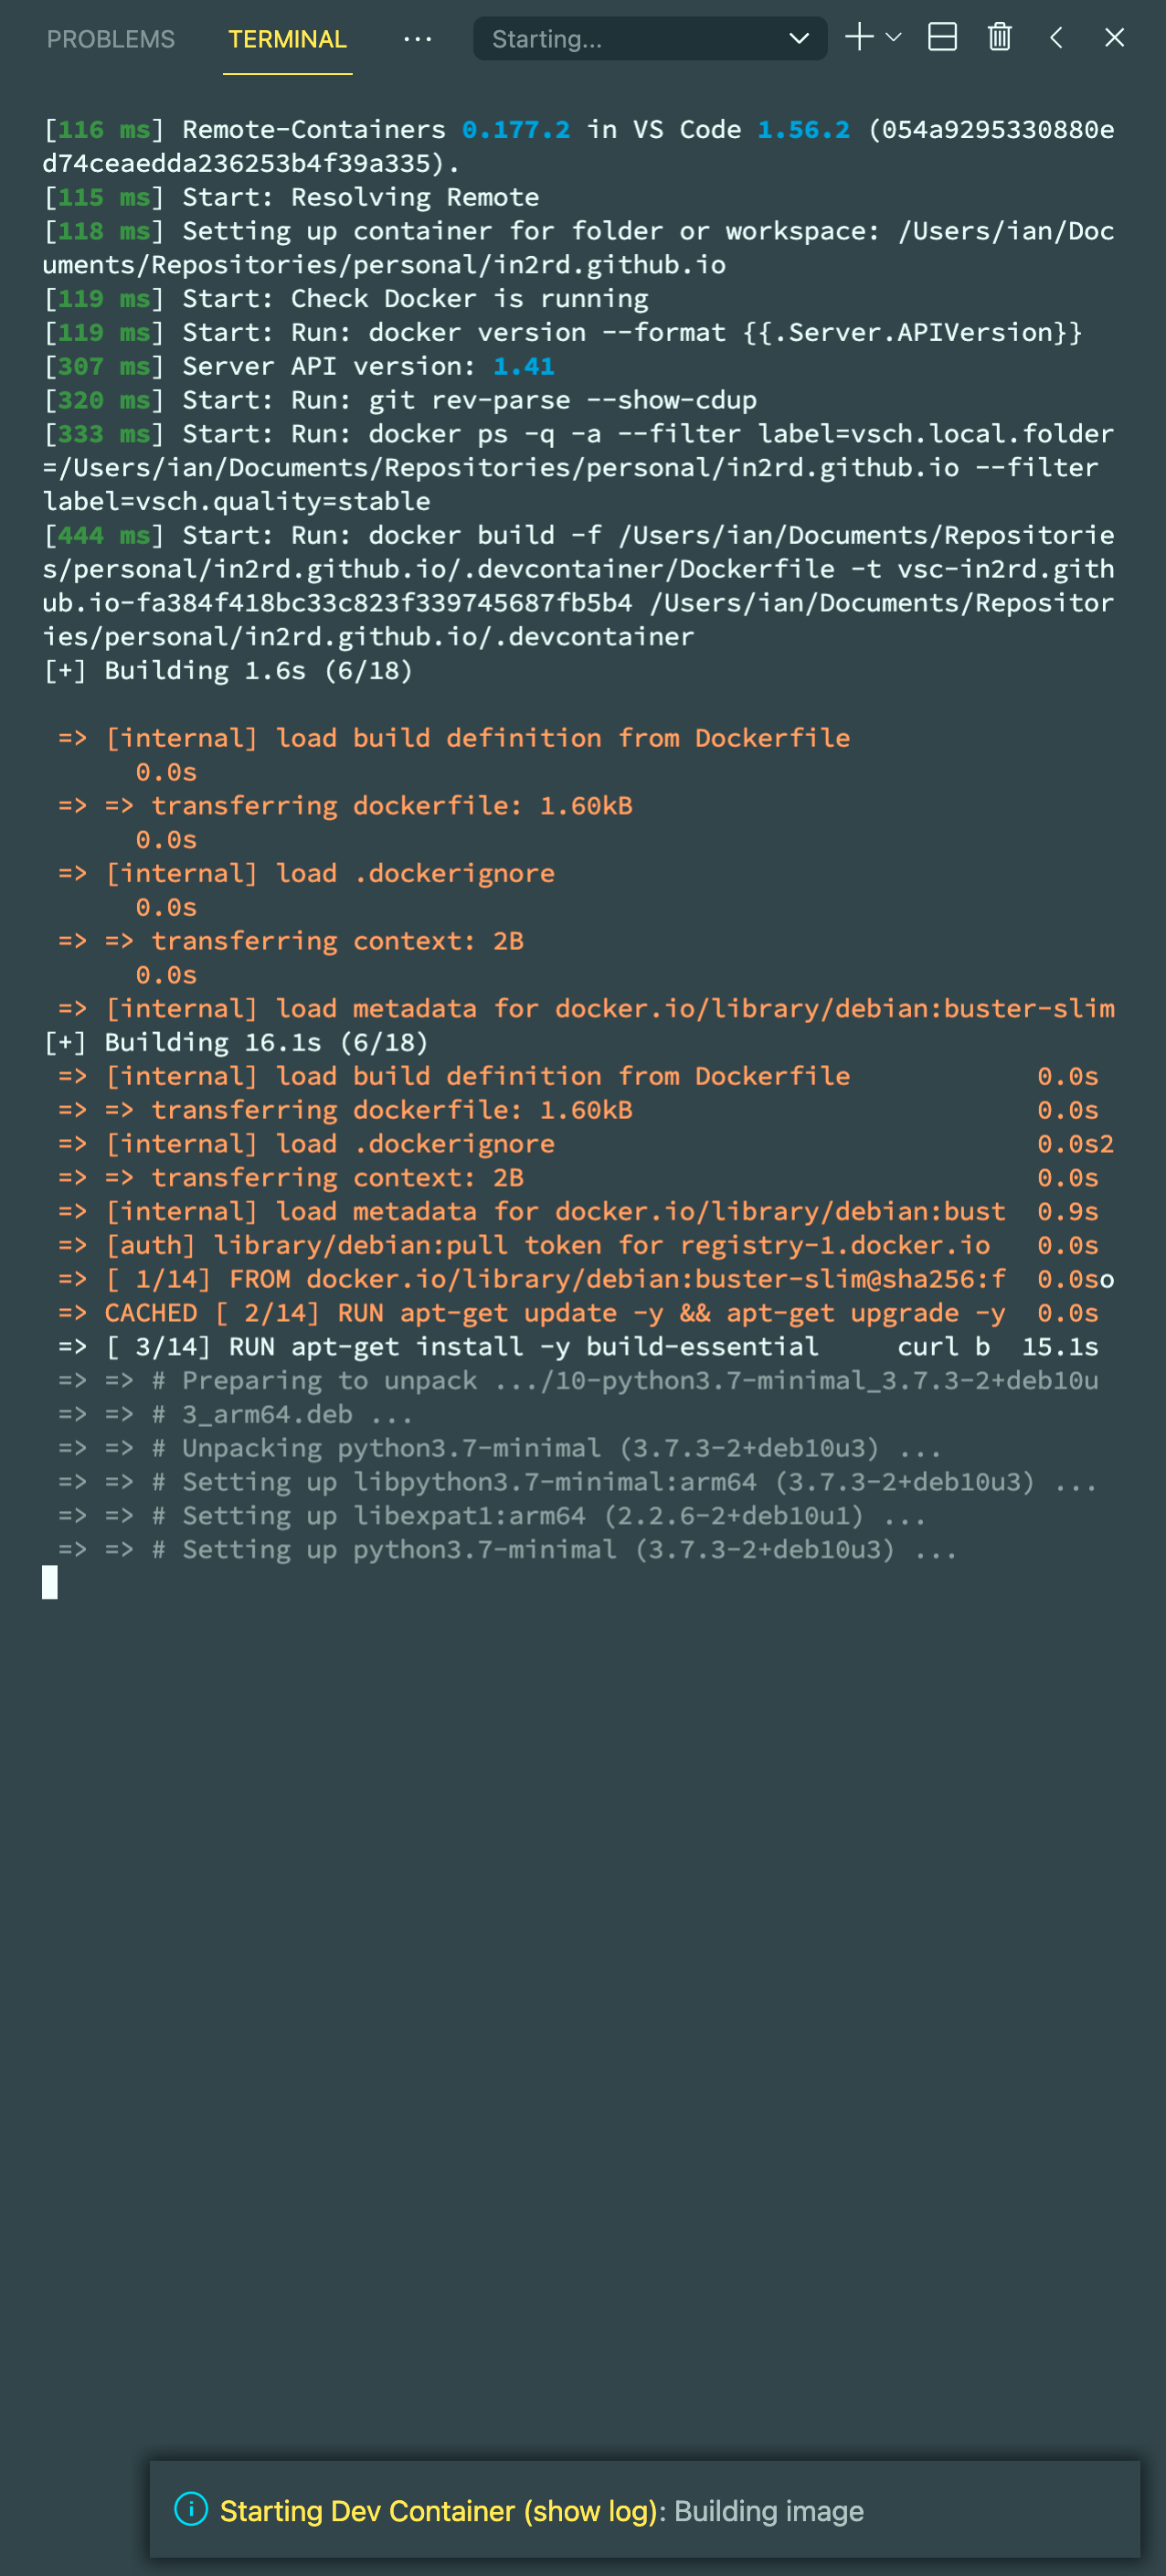 PROBLEMS TERMINAL ··· Starting...
[116 ms] Remote-Containers 0.177.2 in VS Code 1.56.2 (054a9295330880e
d74ceaedda236253b4f39a335).
[115 ms] Start: Resolving Remote
[118 ms] Setting up container for folder or workspace: /Users/ian/Doc
uments/Repositories/personal/in2rd.github.io
[119 ms] Start: Check Docker is running
[119 ms] Start: Run: docker version --format {{.Server.APIVersion}}
[307 ms] Server API version: 1.41
[320 ms] Start: Run: git rev-parse --show-cdup
[333 ms] Start: Run: docker ps -q -a --filter label=vsch.local.folder
=/Users/ian/Documents/Repositories/personal/in2rd.github.io --filter
label=vsch.quality=stable
[444 ms] Start: Run: docker build -f /Users/ian/Documents/Repositorie
s/personal/in2rd.github.io/.devcontainer/Dockerfile -t vsc-in2rd.gith
ub.io-fa384f418bc33c823f339745687fb5b4 /Users/ian/Documents/Repositor
ies/personal/in2rd.github.io/.devcontainer
[+] Building 1.6s (6/18)
=> [internal] load build definition from Dockerfile
0.0s
=> => transferring dockerfile: 1.60kB
0.0s
=> [internal] load .dockerignore
0.0s
=> => transferring context: 2B
0.0s
=> [internal] load metadata for docker.io/library/debian:buster-slim
[+] Building 16.1s (6/18)
=> [internal] load build definition from Dockerfile 0.0s
=> => transferring dockerfile: 1.60kB 0.0s
=> [internal] load .dockerignore 0.0s2
=> => transferring context: 2B 0.0s
=> [internal] load metadata for docker.io/library/debian:bust 0.9s
=> [auth] library/debian:pull token for registry-1.docker.io 0.0s
=> [ 1/14] FROM docker.io/library/debian:buster-slim@sha256:f 0.0so
=> CACHED [ 2/14] RUN apt-get update -y && apt-get upgrade -y 0.0s
=> [ 3/14] RUN apt-get install -y build-essential curl b 15.1s
=> => # Preparing to unpack .../10-python3.7-minimal_3.7.3-2+deb10u
=> => # 3_arm64.deb ...
=> => # Unpacking python3.7-minimal (3.7.3-2+deb10u3) ...
=> => # Setting up libpython3.7-minimal:arm64 (3.7.3-2+deb10u3) ...
=> => # Setting up libexpat1:arm64 (2.2.6-2+deb10u1) ...
=> => # Setting up python3.7-minimal (3.7.3-2+deb10u3) ...
Starting Dev Container (show log): Building image